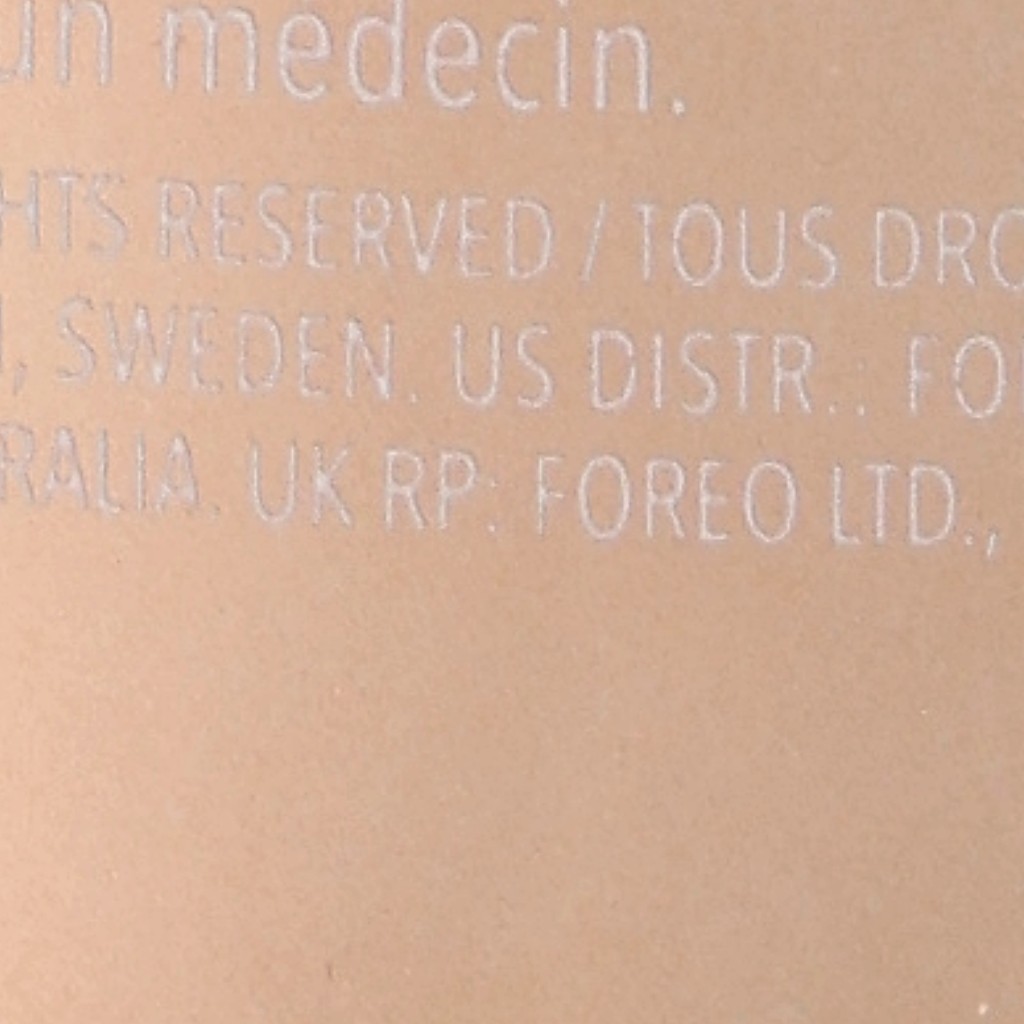 un medecin.
HTS RESERVED / TOUS DRO
, SWEDEN. US DISTR.: FO
RALIA. UK RP: FOREO LTD.,